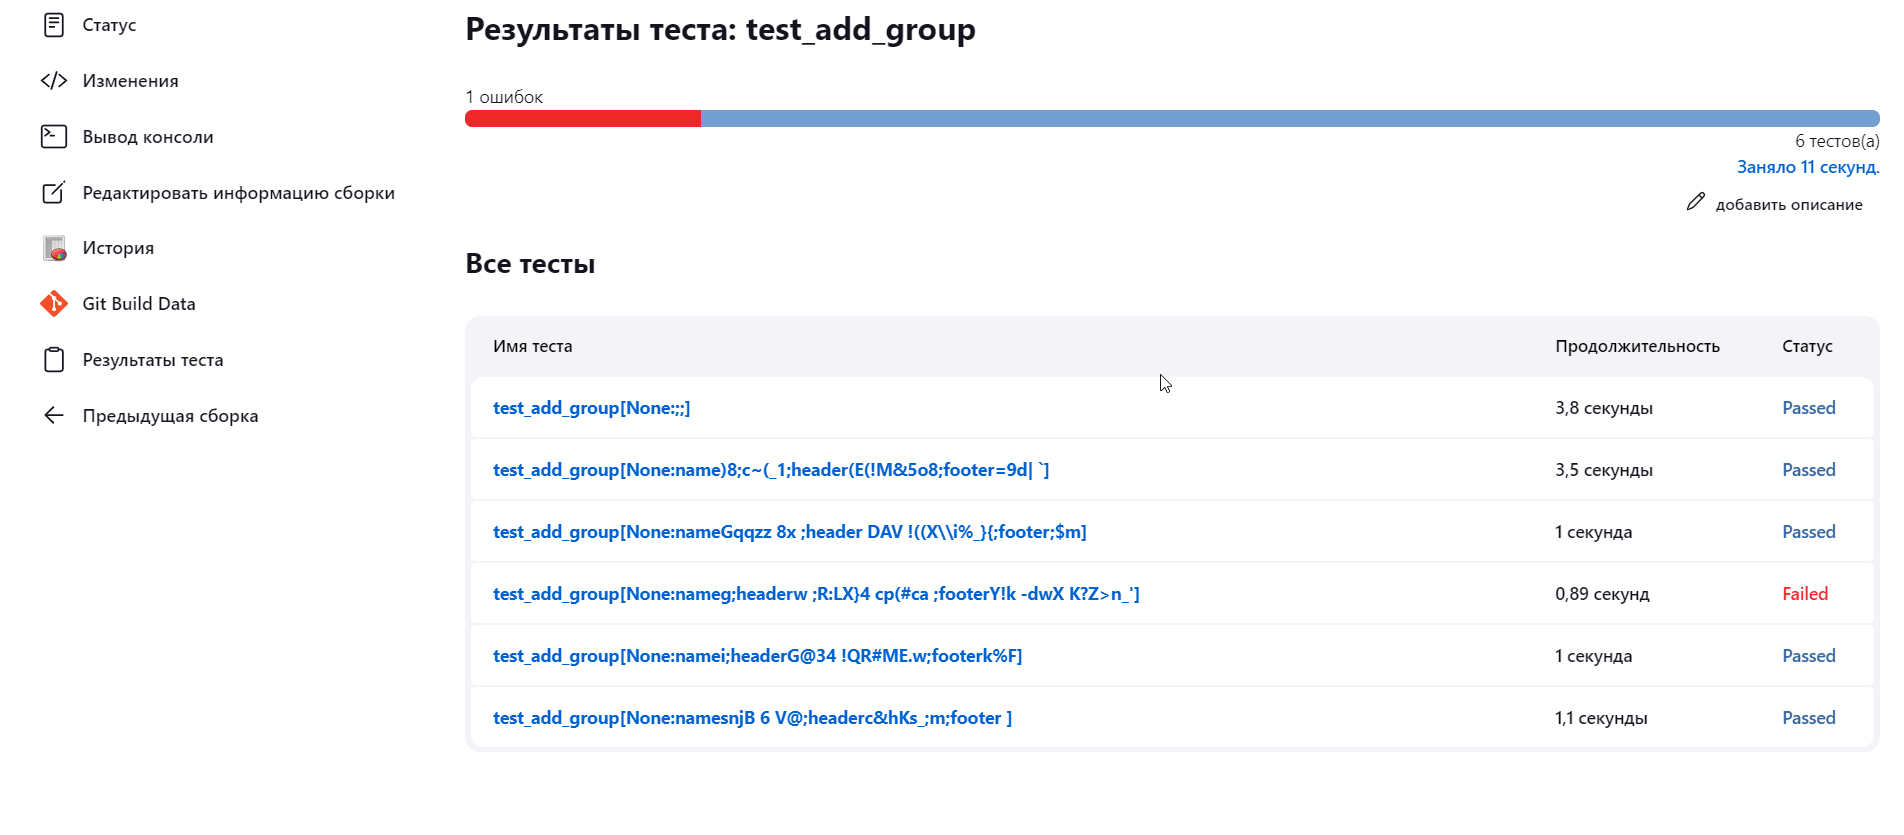 Статус
Изменения
Вывод консоли
Редактировать информацию сборки
История
Git Build Data
Результаты теста
Предыдущая сборка
Результаты теста: test_add_group
1 ошибок
6 тестов(а)
Заняло 11 секунд.
добавить описание
Все тесты
Имя теста Продолжительность Статус
test_add_group[None:;;] 3,8 секунды Passed
test_add_group[None:name)8;c~(_1;header(E(!M&5o8;footer=9d| `] 3,5 секунды Passed
test_add_group[None:nameGqqzz 8x ;header DAV !((X\\i%_}{;footer;$m] 1 секунда Passed
test_add_group[None:nameg;headerw ;R:LX}4 cp(#ca ;footerY!k -dwX K?Z>n_'] 0,89 секунд Failed
test_add_group[None:namei;headerG@34 !QR#ME.w;footerk%F] 1 секунда Passed
test_add_group[None:namesnjB 6 V@;headerc&hKs_;m;footer ] 1,1 секунды Passed